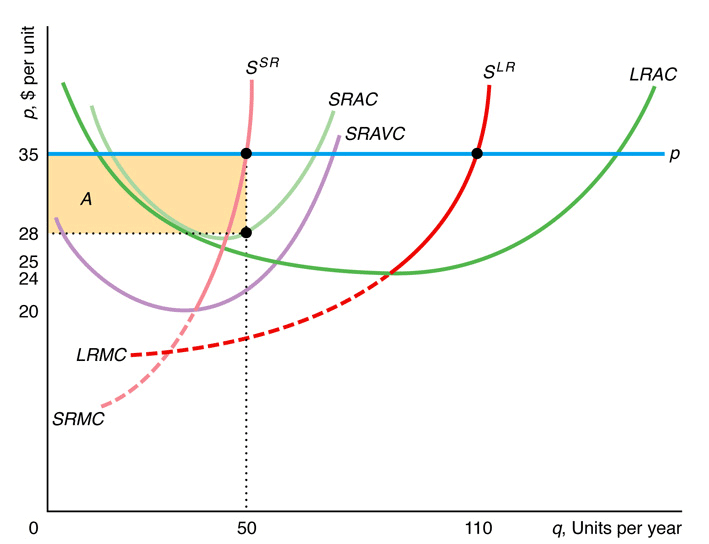 p, $ per unit
S^SR
S^LR
LRAC
SRAC
SRAVC
35
p
A
28
25
24
20
LRMC
SRMC
0
50
110
q, Units per year